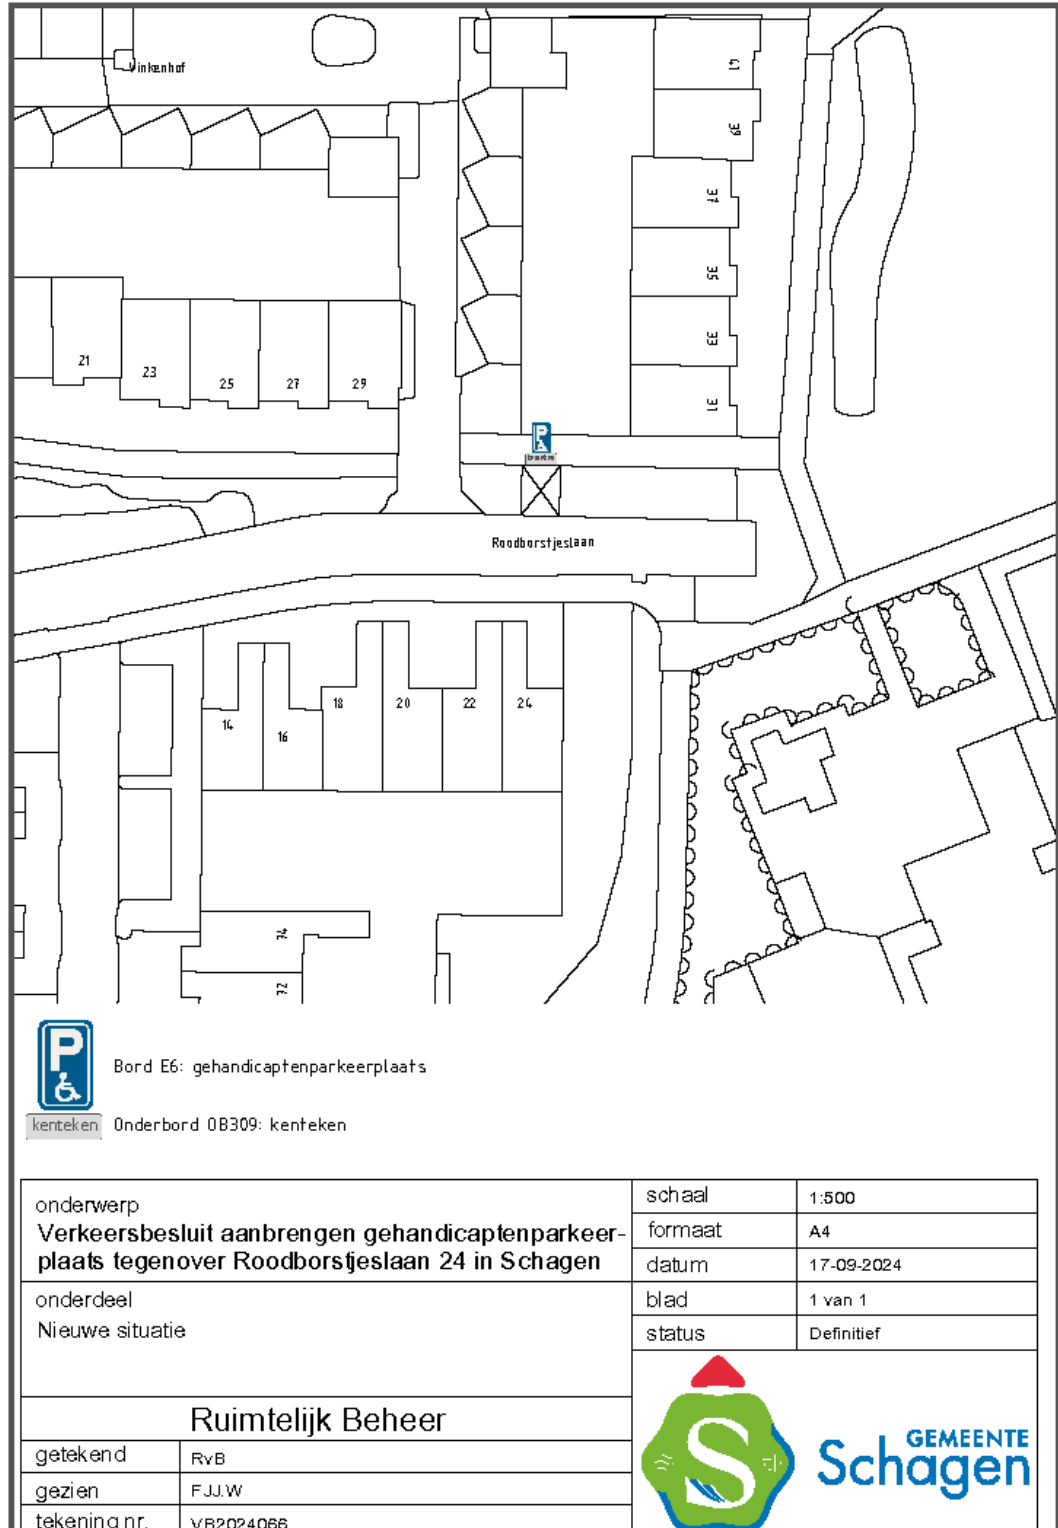 Vinkenhof
41
39
37
35
33
31
21
23
25
27
29
P
kenteken
Roodborstjeslaan
14
16
18
20
22
24
74
72
P
kenteken
Bord E6: gehandicaptenparkeerplaats
Onderbord OB309: kenteken
onderwerp
Verkeersbesluit aanbrengen gehandicaptenparkeer-
plaats tegenover Roodborstjeslaan 24 in Schagen
onderdeel
Nieuwe situatie
schaal 1:500
formaat A4
datum 17-09-2024
blad 1 van 1
status Definitief
Ruimtelijk Beheer
getekend RvB
gezien F.J.J.W
tekening nr. VB2024066
S
GEMEENTE
Schagen